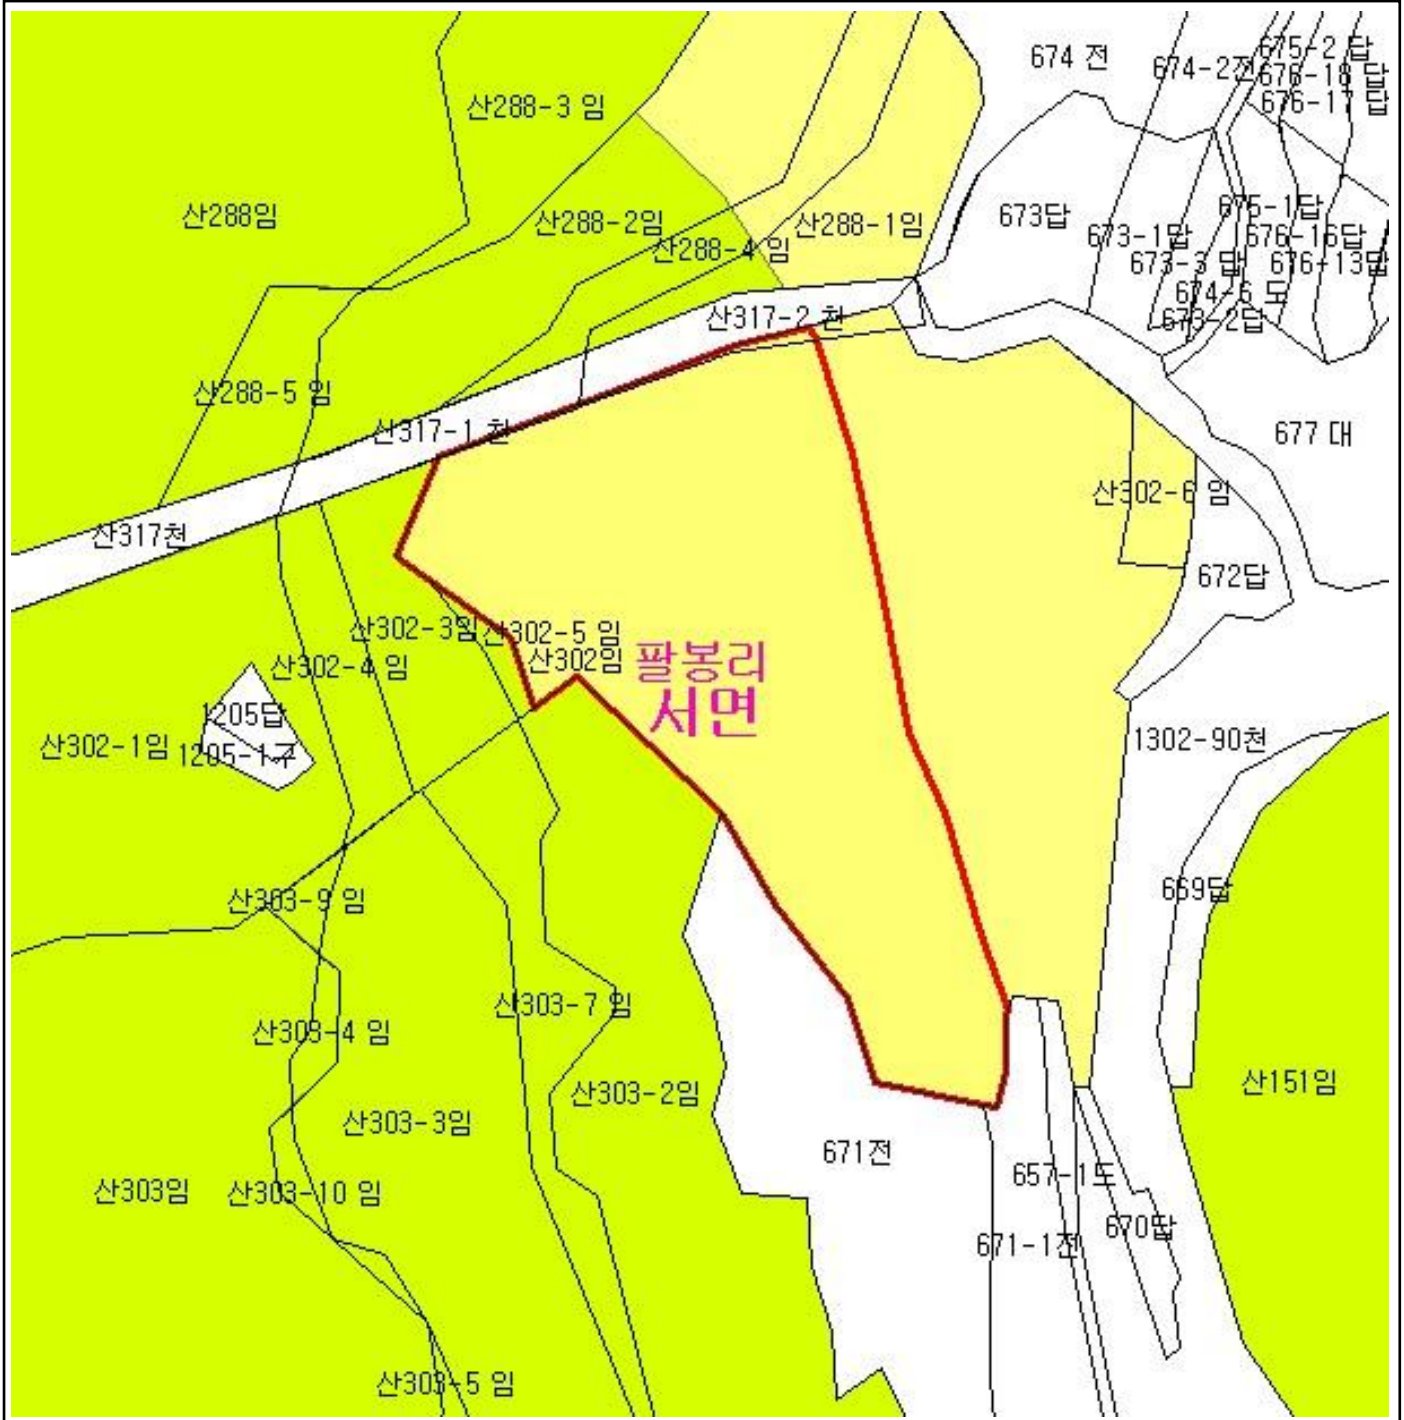 674 전
674-2전
675-2 답
676-18 답
676-17 답
산288-3 임
산288임
산288-2임
산288-1임
산288-4 임
673답
673-1답
675-1답
676-16답
673-3 답
676-13답
674-6 도
673-2답
산317-2 천
산288-5 임
산317-1 천
677 대
산302-6 임
산317천
672답
산302-3임
산302-5 임
산302임
팔봉리
서면
산302-4 임
1205답
산302-1임
1205-1구
1302-90천
669답
산303-9 임
산303-7 임
산303-4 임
산303-2임
산151임
산303-3임
671전
657-1도
산303임
산303-10 임
670답
671-1전
산303-5 임